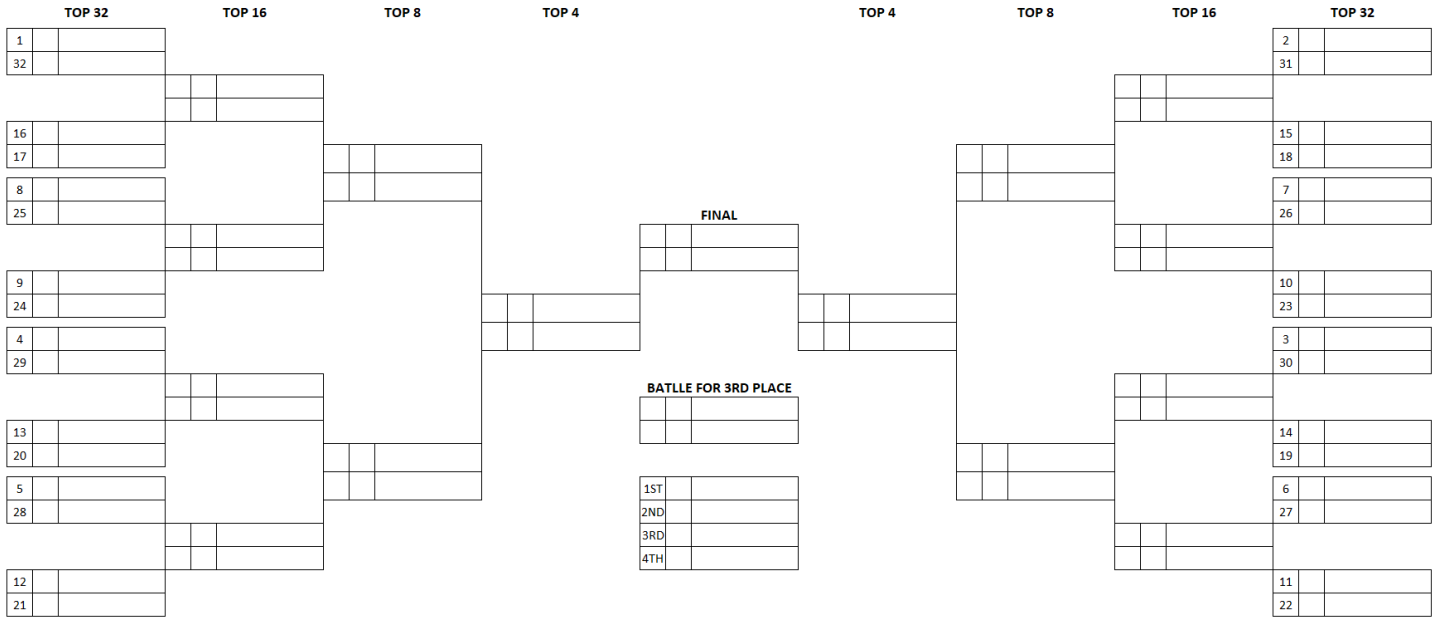 TOP 32 TOP 16 TOP 8 TOP 4 TOP 4 TOP 8 TOP 16 TOP 32
1 2
32 31
16 15
17 18
8 7
25 26
FINAL
9 10
24 23
4 3
29 30
BATLLE FOR 3RD PLACE
13 14
20 19
5 1ST 6
28 2ND 27
3RD
4TH
12 11
21 22